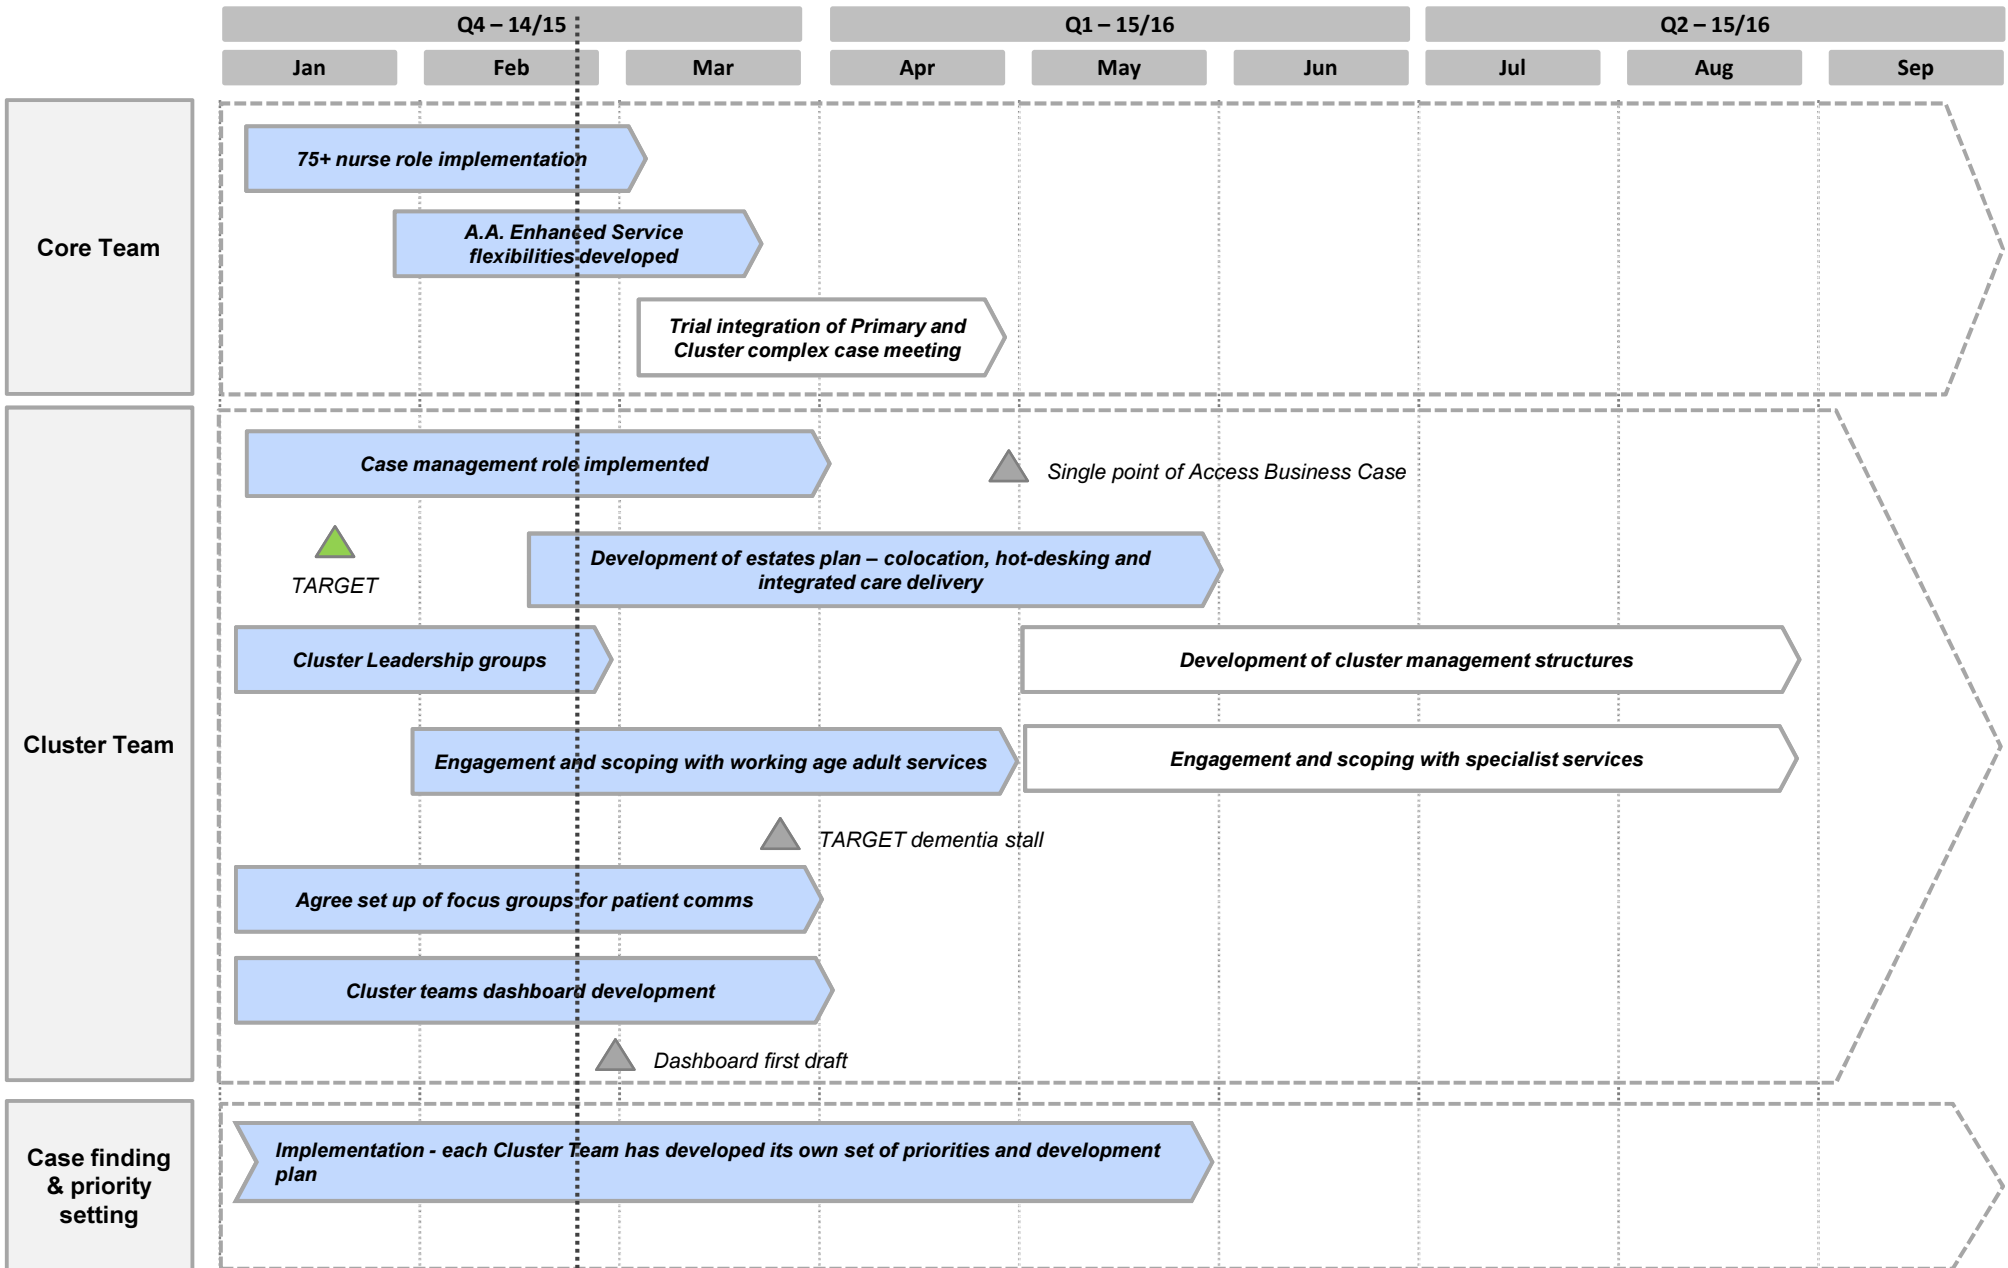 Q4 – 14/15
Q1 – 15/16
Q2 – 15/16
Jan
Feb
Mar
Apr
May
Jun
Jul
Aug
Sep
Core Team
75+ nurse role implementation
A.A. Enhanced Service
flexibilities developed
Trial integration of Primary and
Cluster complex case meeting
Cluster Team
Case management role implemented
Single point of Access Business Case
TARGET
Development of estates plan – colocation, hot-desking and
integrated care delivery
Cluster Leadership groups
Development of cluster management structures
Engagement and scoping with working age adult services
Engagement and scoping with specialist services
TARGET dementia stall
Agree set up of focus groups for patient comms
Cluster teams dashboard development
Dashboard first draft
Case finding
& priority
setting
Implementation - each Cluster Team has developed its own set of priorities and development
plan